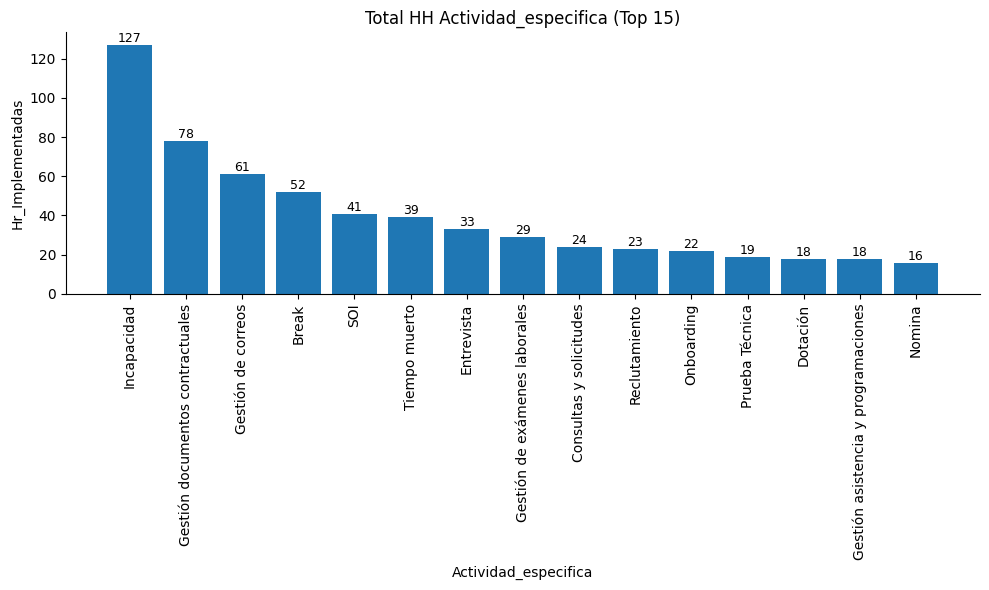 Total HH Actividad_especifica (Top 15)
Hr_Implementadas
120
100
80
60
40
20
0
127
78
61
52
41
39
33
29
24
23
22
19
18
18
16
Incapacidad
Gestión documentos contractuales
Gestión de correos
Break
SOI
Tiempo muerto
Entrevista
Gestión de exámenes laborales
Consultas y solicitudes
Reclutamiento
Onboarding
Prueba Técnica
Dotación
Gestión asistencia y programaciones
Nomina
Actividad_especifica